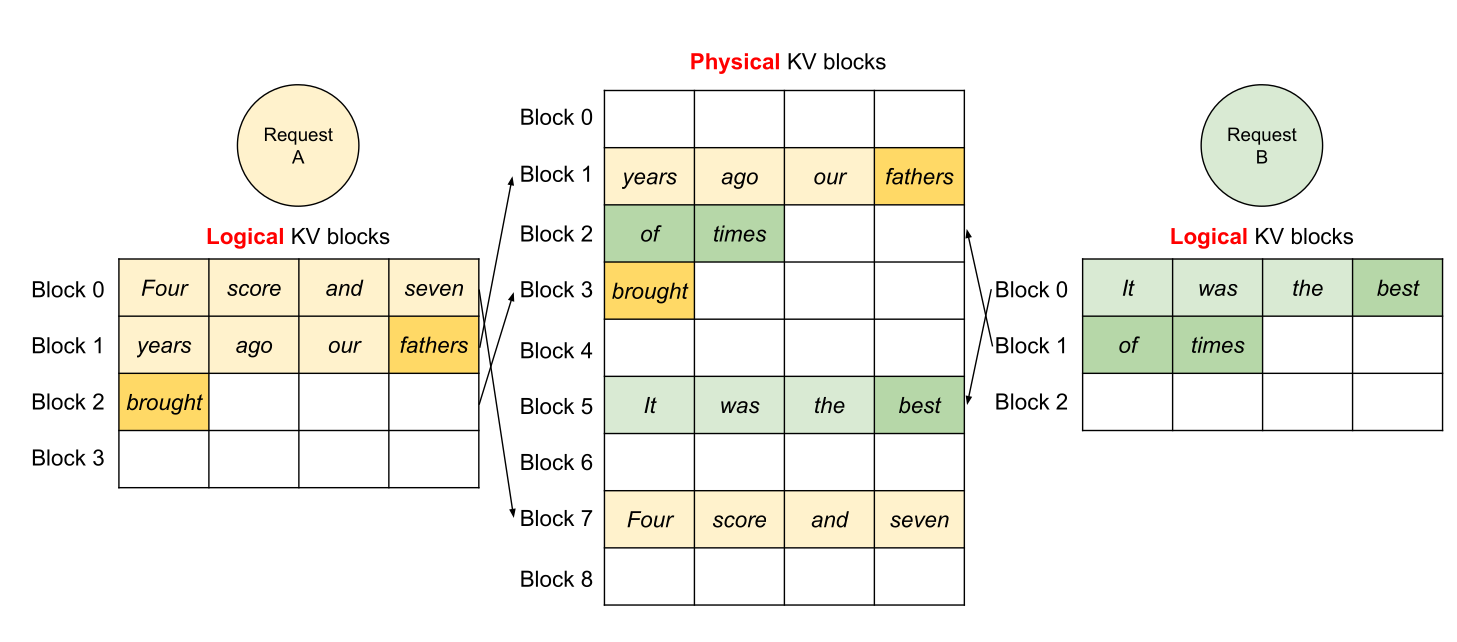 Physical KV blocks
Request
A
Request
B
Logical KV blocks
Block 0 Four score and seven
Block 1 years ago our fathers
Block 2 brought
Block 3
Block 0
Block 1 years ago our fathers
Block 2 of times
Block 3 brought
Block 4
Block 5 It was the best
Block 6
Block 7 Four score and seven
Block 8
Logical KV blocks
Block 0 It was the best
Block 1 of times
Block 2